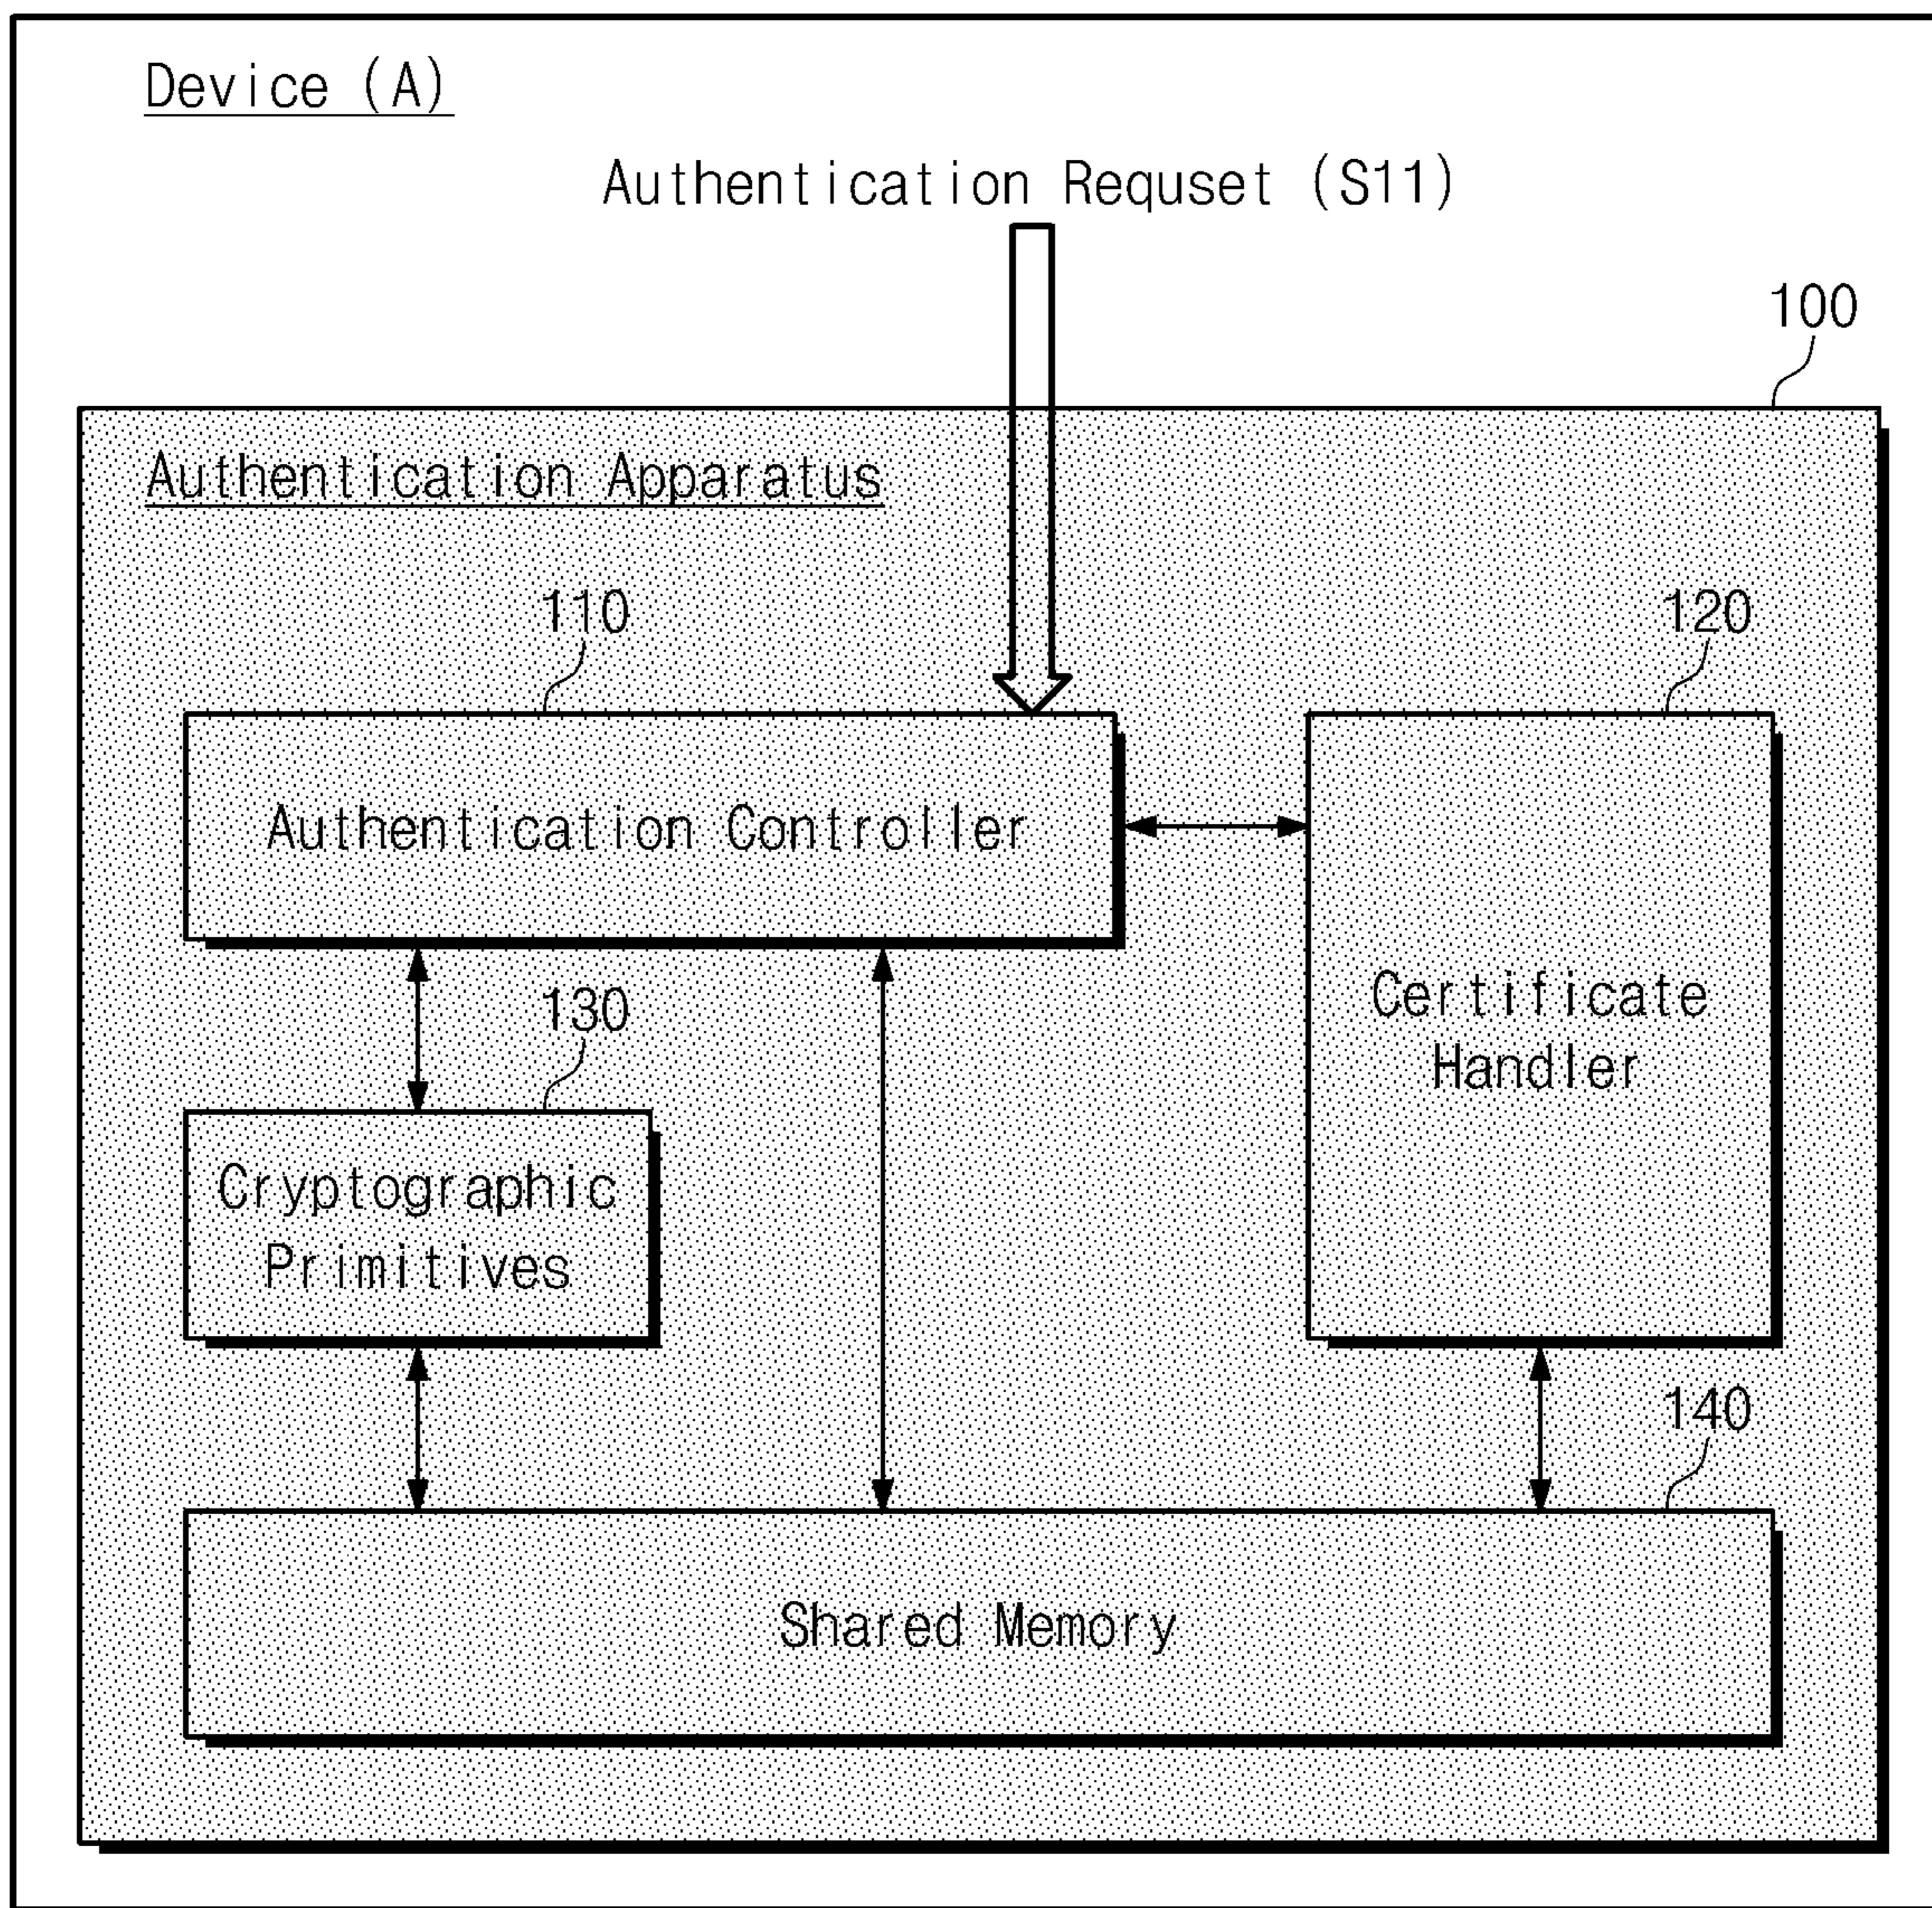 Device (A)
Authentication Requset (S11)
100
Authentication Apparatus
110
120
Authentication Controller
Certificate
Handler
130
Cryptographic
Primitives
140
Shared Memory